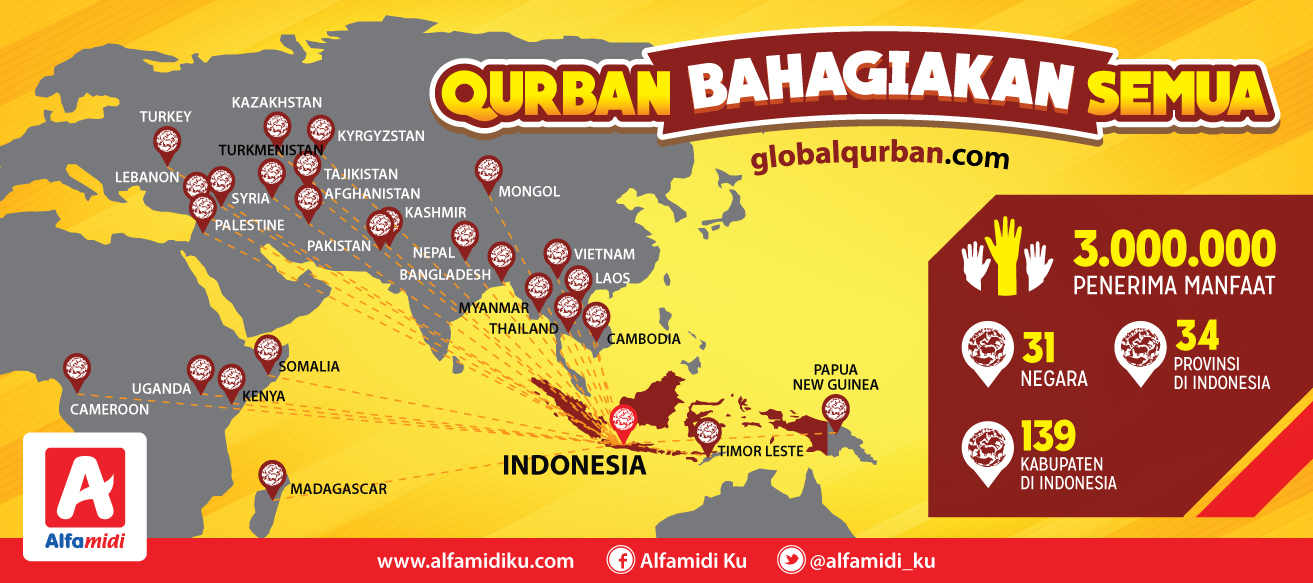 QURBAN BAHAGIAKAN SEMUA
globalqurban.com
KAZAKHSTAN
TURKEY
KYRGYZSTAN
TURKMENISTAN
LEBANON
TAJIKISTAN
SYRIA
AFGHANISTAN
MONGOL
PALESTINE
KASHMIR
PAKISTAN
NEPAL
VIETNAM
BANGLADESH
LAOS
MYANMAR
THAILAND
CAMBODIA
SOMALIA
UGANDA
KENYA
CAMEROON
PAPUA
NEW GUINEA
TIMOR LESTE
INDONESIA
MADAGASCAR
3.000.000
PENERIMA MANFAAT
31
NEGARA
34
PROVINSI
DI INDONESIA
139
KABUPATEN
DI INDONESIA
A
Alfamidi
www.alfamidiku.com
f Alfamidi Ku
@alfamidi_ku